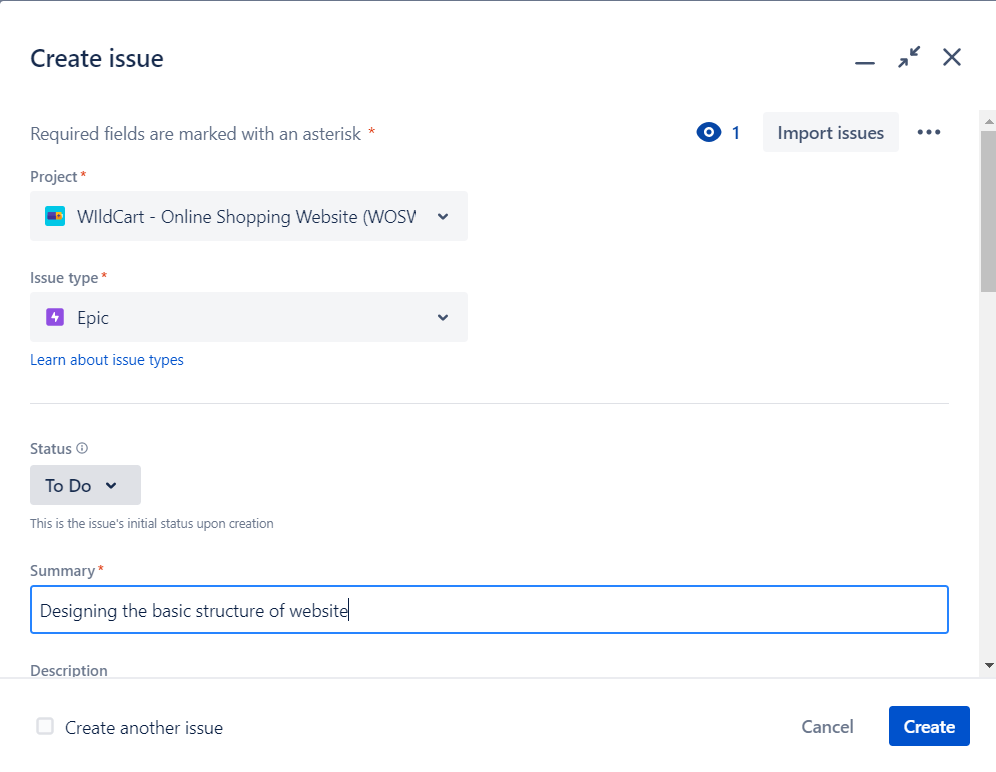 Create issue
Required fields are marked with an asterisk *
1
Import issues
Project *
WIldCart - Online Shopping Website (WOSW
Issue type *
Epic
Learn about issue types
Status
To Do
This is the issue's initial status upon creation
Summary *
Designing the basic structure of website
Description
Create another issue
Cancel
Create